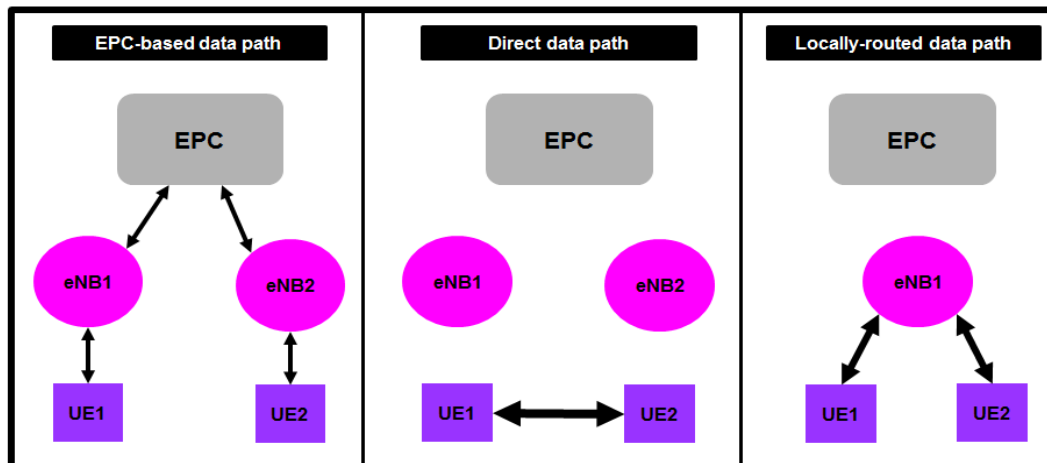 EPC-based data path
EPC
eNB1
eNB2
UE1
UE2
Direct data path
EPC
eNB1
eNB2
UE1
UE2
Locally-routed data path
EPC
eNB1
UE1
UE2